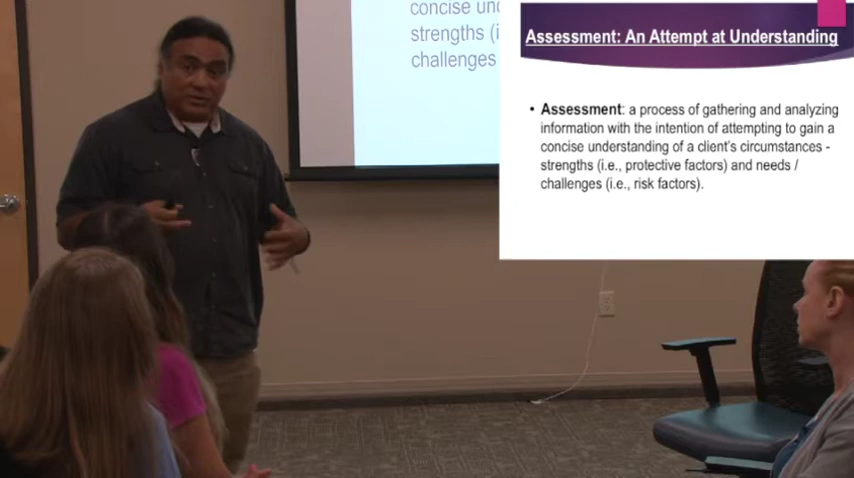 concise und
strengths (i
challenges
Assessment: An Attempt at Understanding
• Assessment: a process of gathering and analyzing
information with the intention of attempting to gain a
concise understanding of a client's circumstances -
strengths (i.e., protective factors) and needs /
challenges (i.e., risk factors).